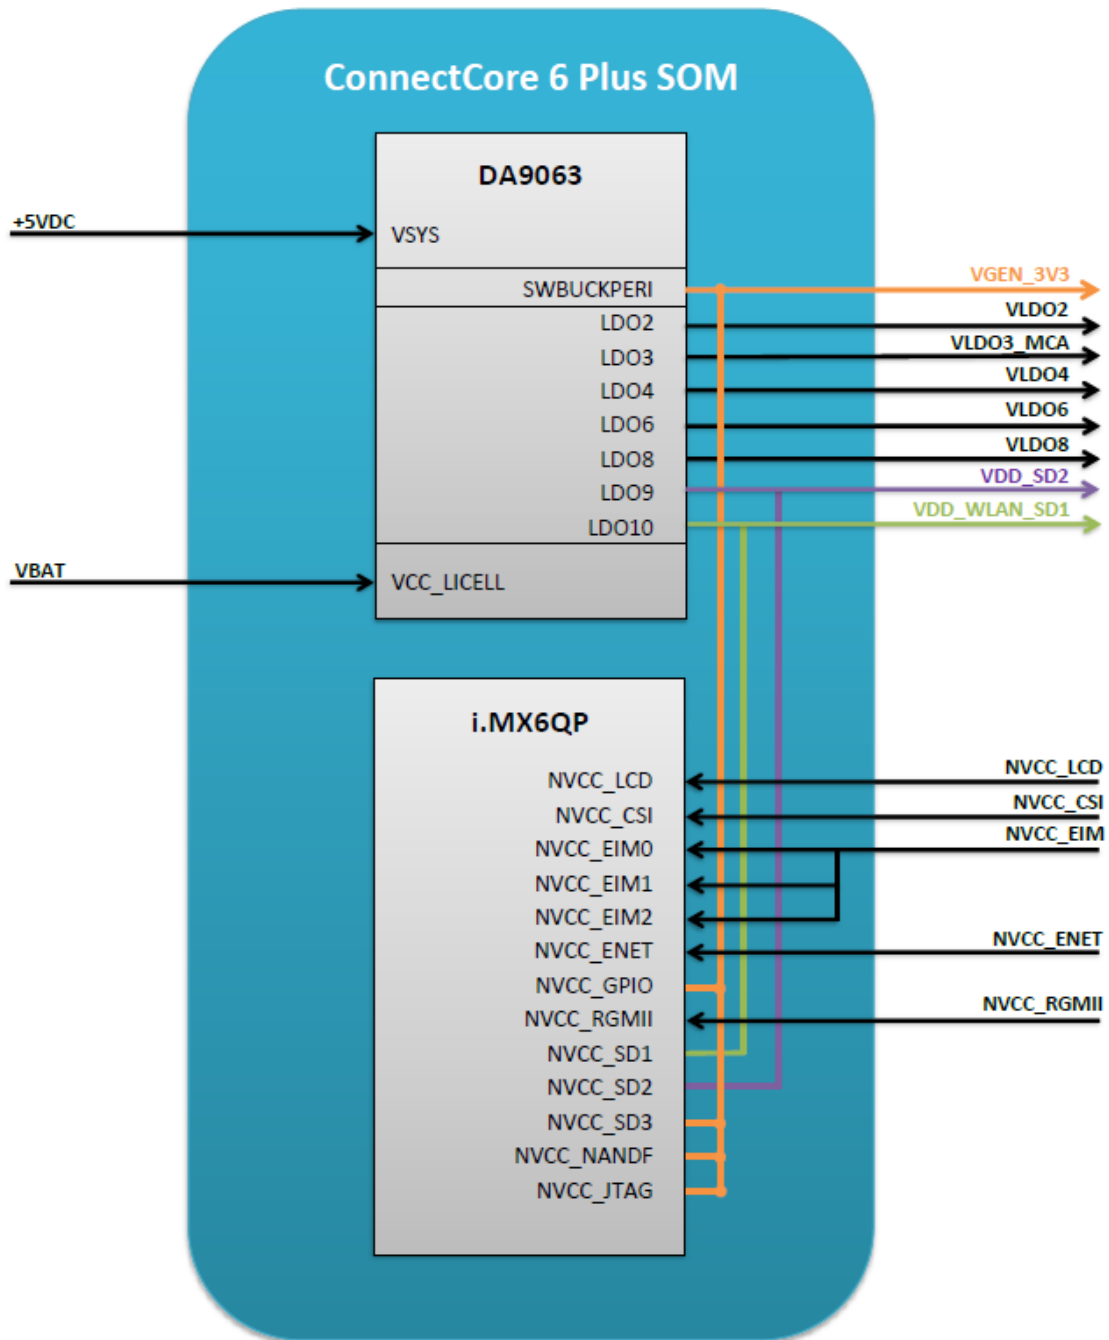 ConnectCore 6 Plus SOM
DA9063
+5VDC
VSYS
SWBUCKPERI
VGEN_3V3
LDO2
VLDO2
LDO3
VLDO3_MCA
LDO4
VLDO4
LDO6
VLDO6
LDO8
VLDO8
LDO9
VDD_SD2
LDO10
VDD_WLAN_SD1
VBAT
VCC_LICELL
i.MX6QP
NVCC_LCD
NVCC_LCD
NVCC_CSI
NVCC_CSI
NVCC_EIM0
NVCC_EIM
NVCC_EIM1
NVCC_EIM2
NVCC_ENET
NVCC_ENET
NVCC_GPIO
NVCC_RGMII
NVCC_RGMII
NVCC_SD1
NVCC_SD2
NVCC_SD3
NVCC_NANDF
NVCC_JTAG